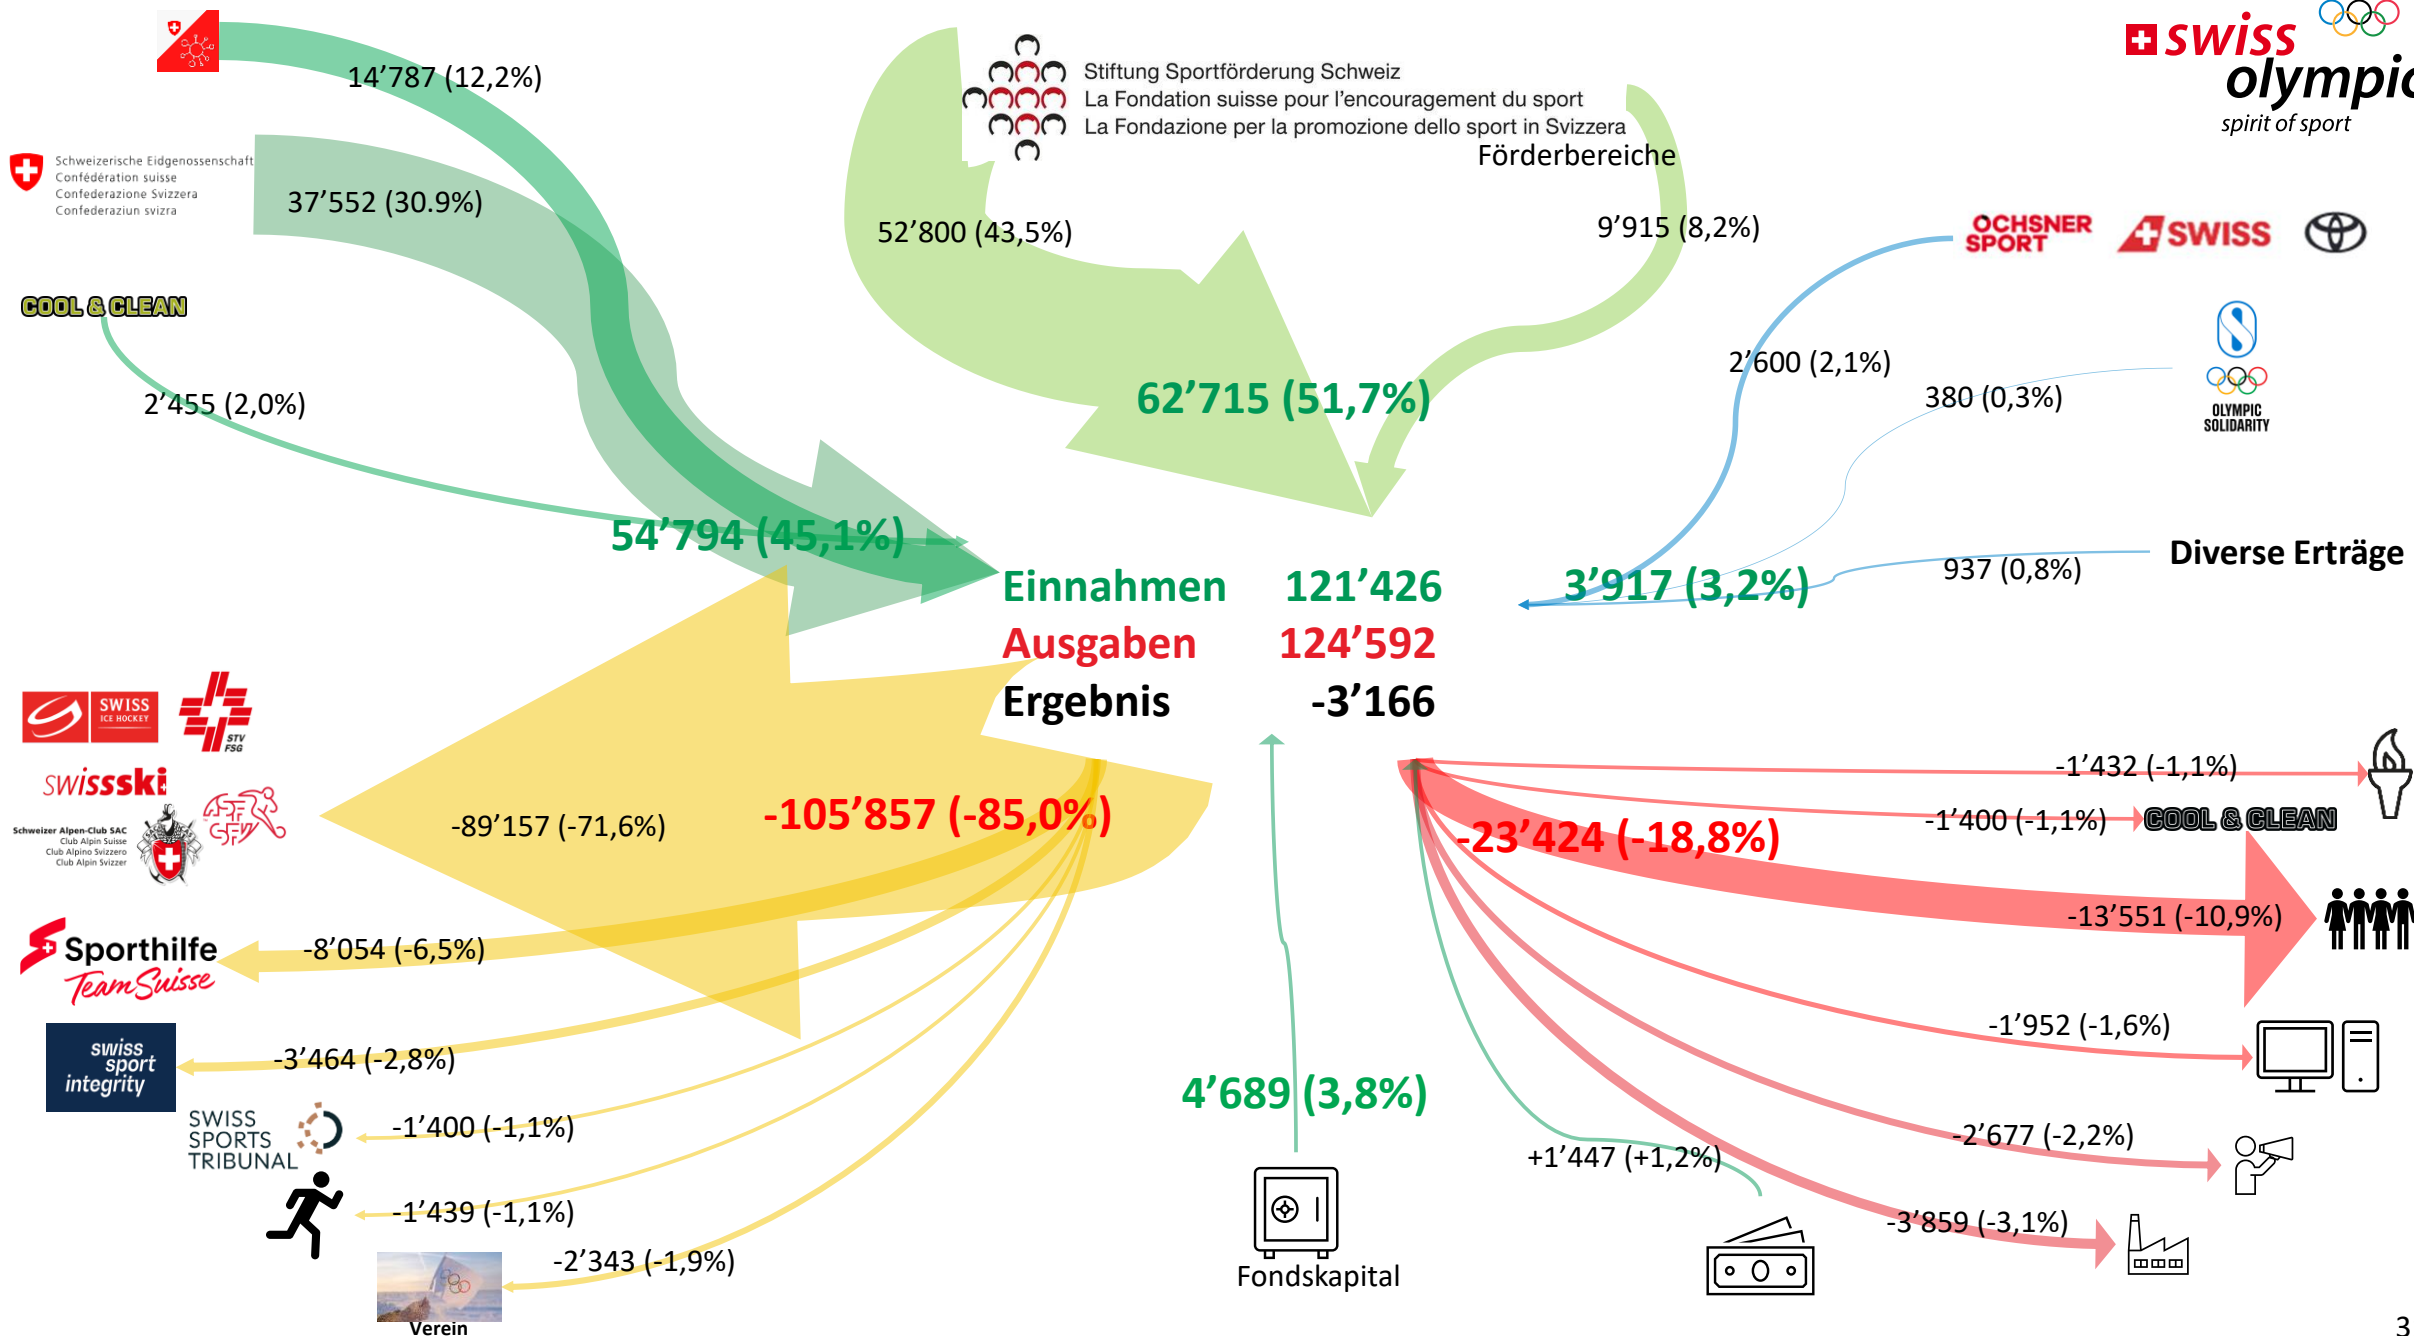 swiss
olympic
spirit of sport
14’787 (12,2%)
Stiftung Sportförderung Schweiz
La Fondation suisse pour l'encouragement du sport
La Fondazione per la promozione dello sport in Svizzera
Förderbereiche
Schweizerische Eidgenossenschaft
Confédération suisse
Confederazione Svizzera
Confederaziun svizra
37’552 (30.9%)
52’800 (43,5%)
9’915 (8,2%)
OCHSNER
SPORT
SWISS
COOL & CLEAN
2’455 (2,0%)
62’715 (51,7%)
2’600 (2,1%)
380 (0,3%)
OLYMPIC
SOLIDARITY
54’794 (45,1%)
937 (0,8%)
Diverse Erträge
Einnahmen 121’426
3’917 (3,2%)
Ausgaben 124’592
Ergebnis -3’166
SWISS
ICE HOCKEY
STV
FSG
swissski
ASF
SFV
Schweizer Alpen-Club SAC
Club Alpin Suisse
Club Alpino Svizzero
Club Alpin Svizzer
-89’157 (-71,6%)
-105’857 (-85,0%)
-23’424 (-18,8%)
-1’432 (-1,1%)
-1’400 (-1,1%)
COOL & CLEAN
-13’551 (-10,9%)
Sporthilfe
Team Suisse
-8’054 (-6,5%)
swiss
sport
integrity
-3’464 (-2,8%)
-1’952 (-1,6%)
4’689 (3,8%)
SWISS
SPORTS
TRIBUNAL
-1’400 (-1,1%)
+1’447 (+1,2%)
-2’677 (-2,2%)
-1’439 (-1,1%)
-3’859 (-3,1%)
-2’343 (-1,9%)
Fondskapital
Verein
3